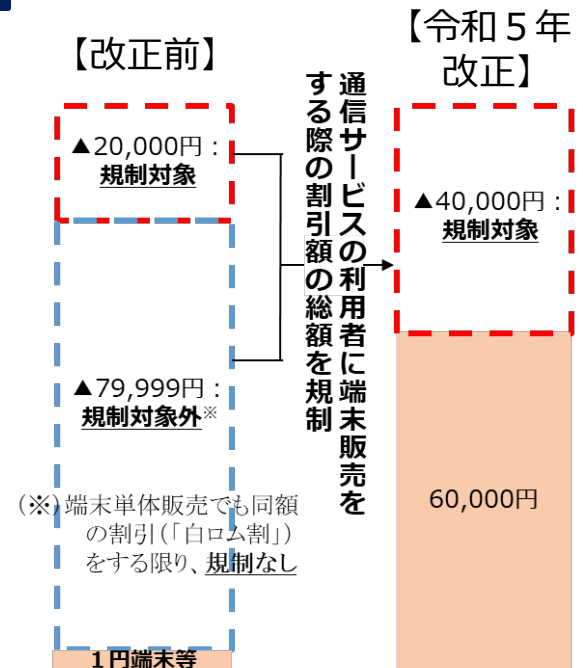 【改正前】
▲20,000円：
規制対象
▲79,999円：
規制対象外※
(※)端末単体販売でも同額
の割引(「白ロム割」)
をする限り、規制なし
１円端末等
通信サービスの利用者に端末販売を
する際の割引額の総額を規制
【令和５年
改正】
▲40,000円：
規制対象
60,000円